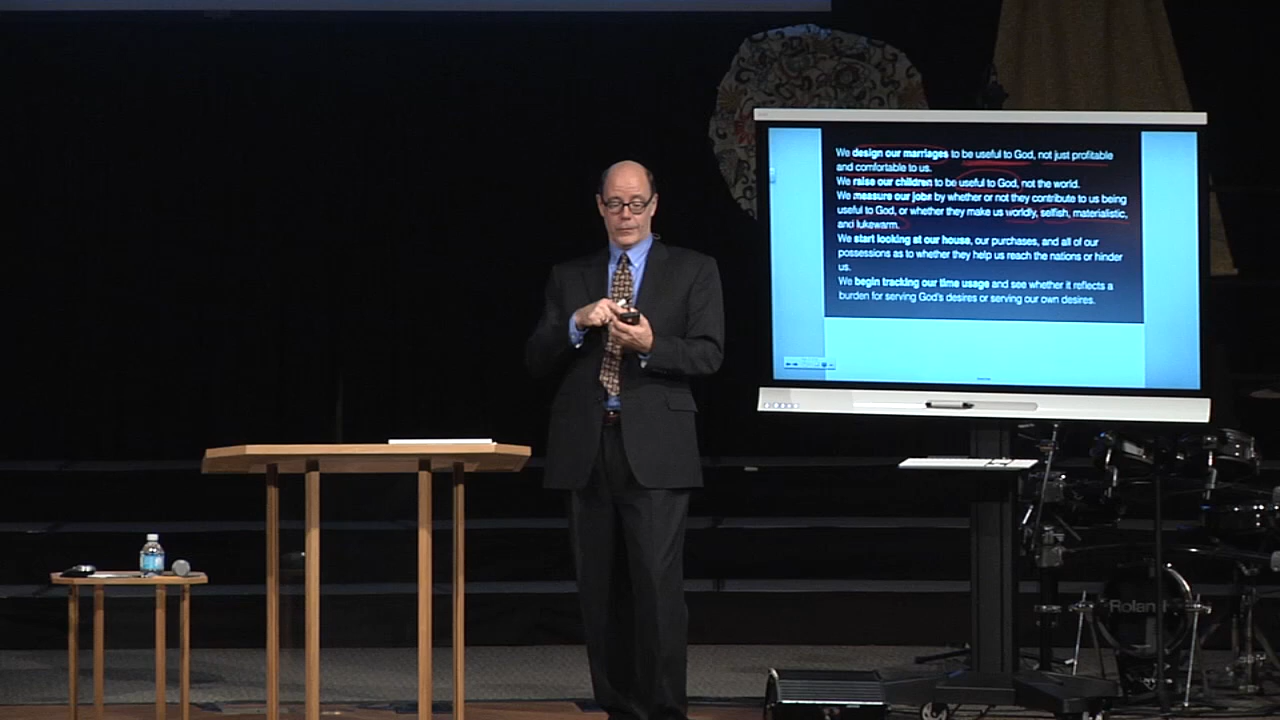 We design our marriages to be useful to God, not just profitable
and comfortable to us.
We raise our children to be useful to God, not the world.
We measure our jobs by whether or not they contribute to us being
useful to God, or whether they make us worldly, selfish, materialistic,
and lukewarm.
We start looking at our house, our purchases, and all of our
possessions as to whether they help us reach the nations or hinder
us.
We begin tracking our time usage and see whether it reflects a
burden for serving God's desires or serving our own desires.
Roland